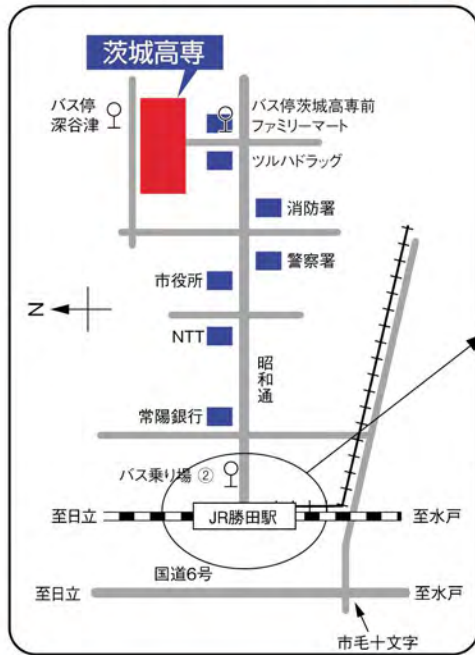 茨城高専
バス停
深谷津
バス停茨城高専前
ファミリーマート
ツルハドラッグ
消防署
警察署
市役所
N
NTT
昭和通
常陽銀行
バス乗り場 ②
至日立
JR勝田駅
至水戸
国道6号
至日立
至水戸
市毛十文字